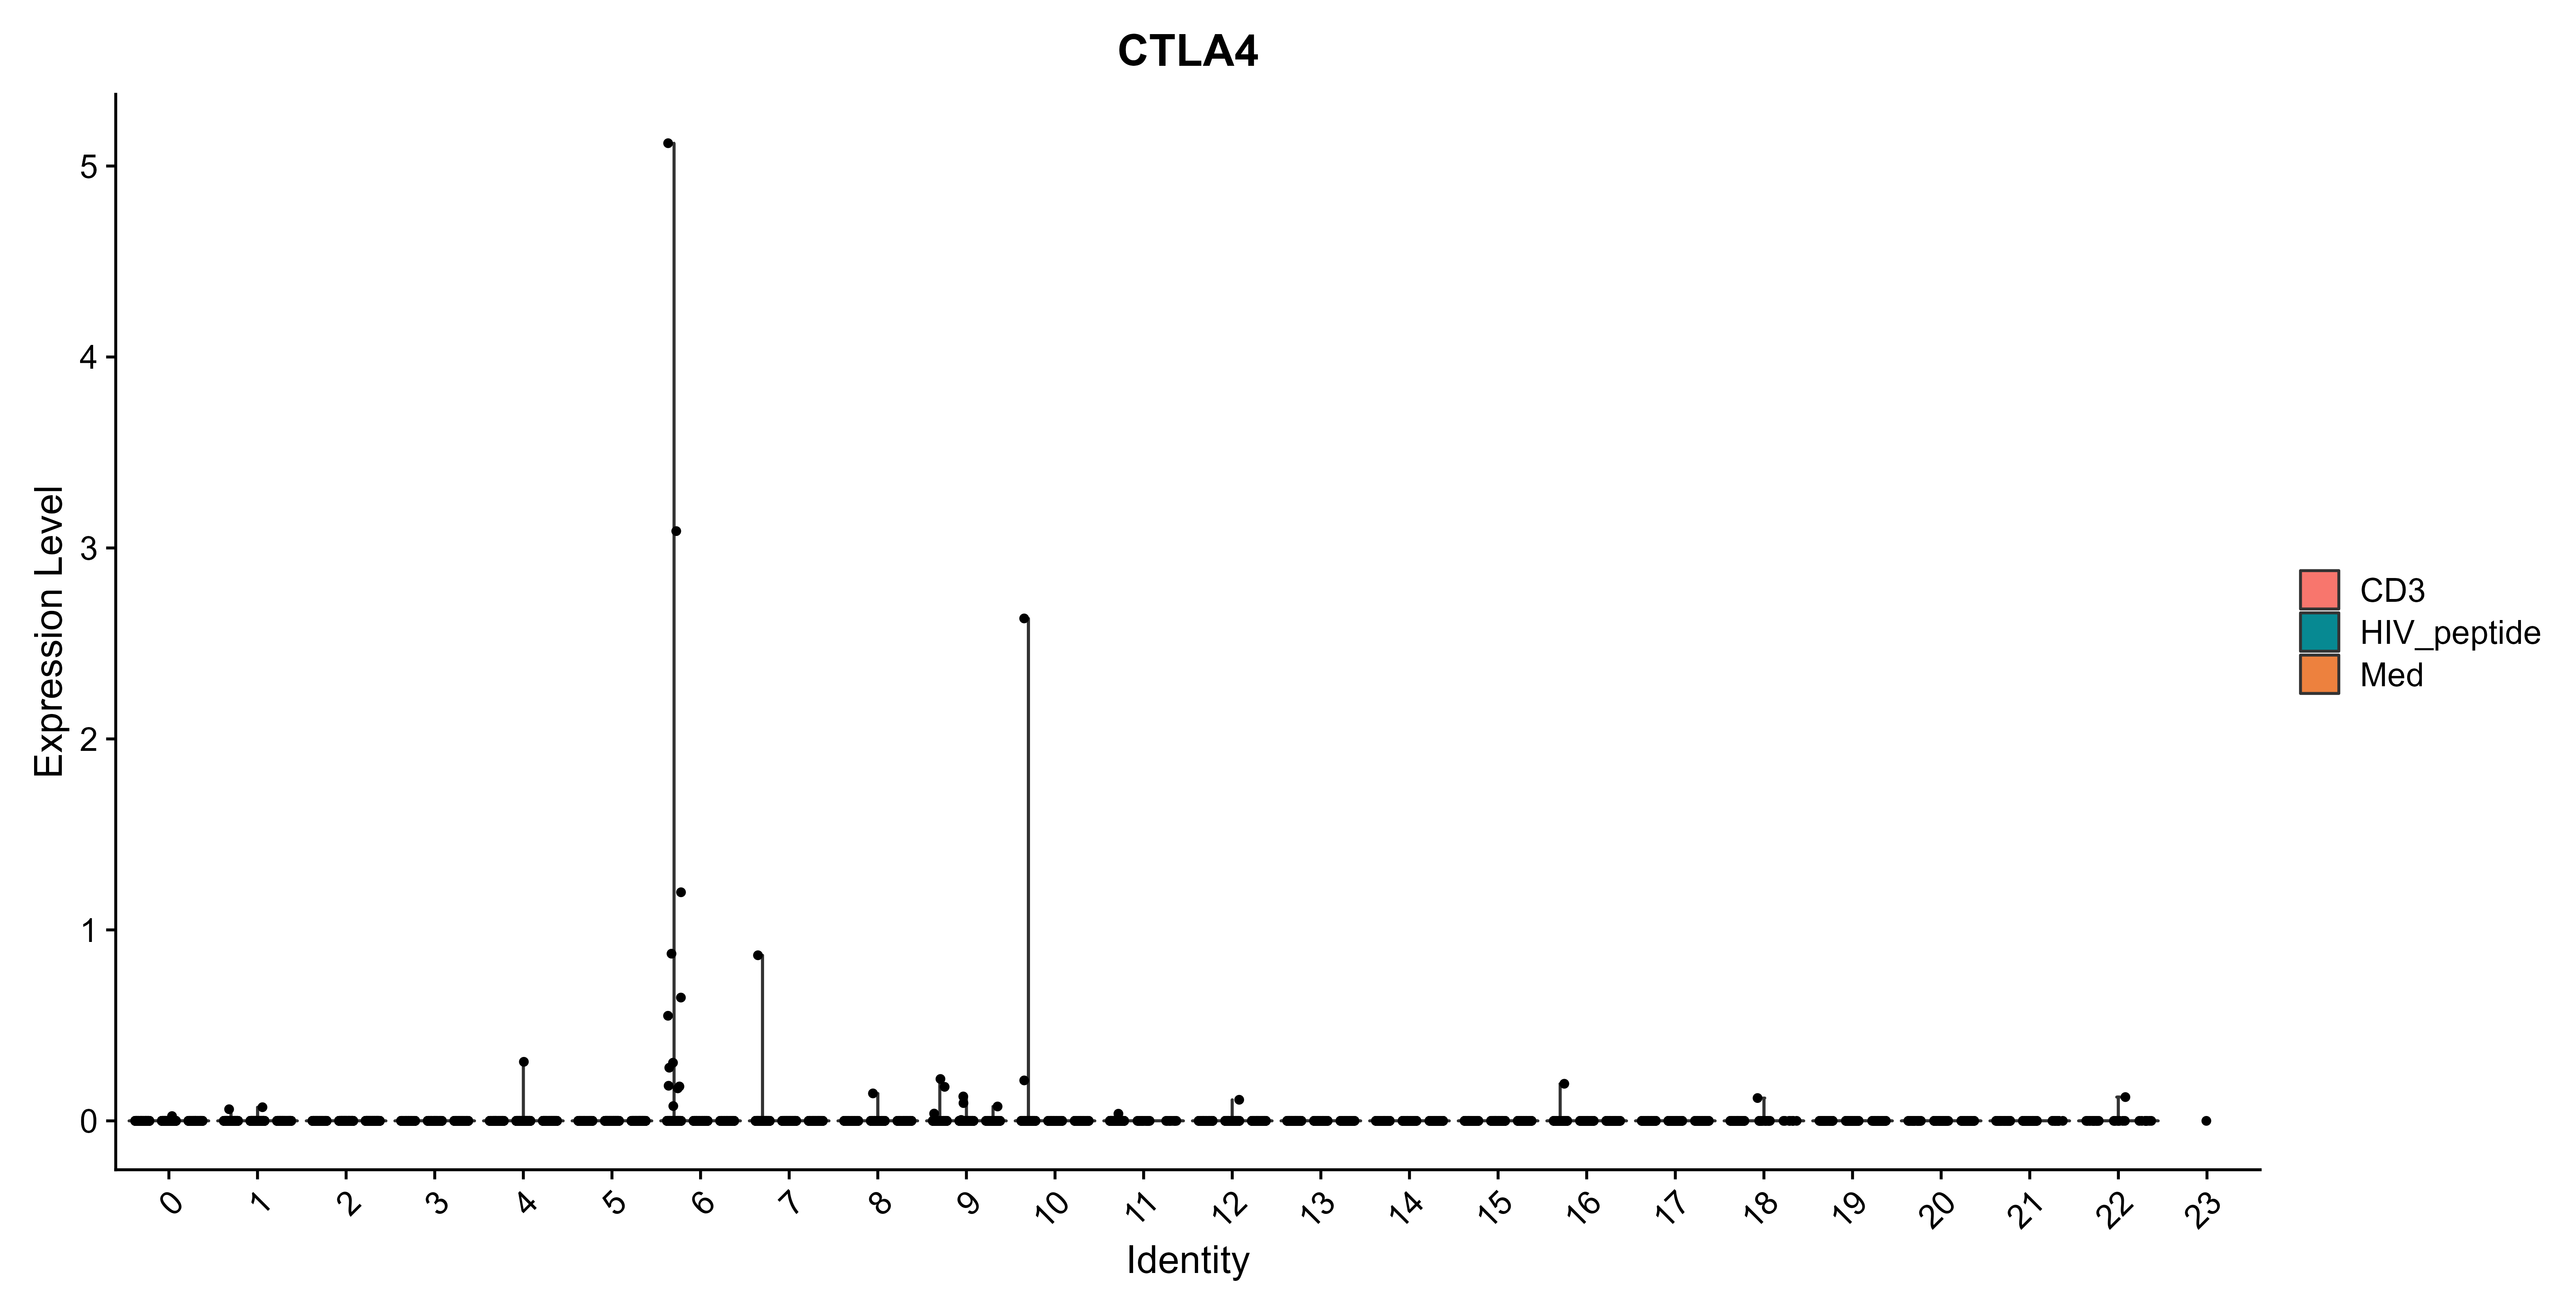 CTLA4
Expression Level
5
4
3
2
1
0
0 1 2 3 4 5 6 7 8 9 10 11 12 13 14 15 16 17 18 19 20 21 22 23
Identity
CD3
HIV_peptide
Med